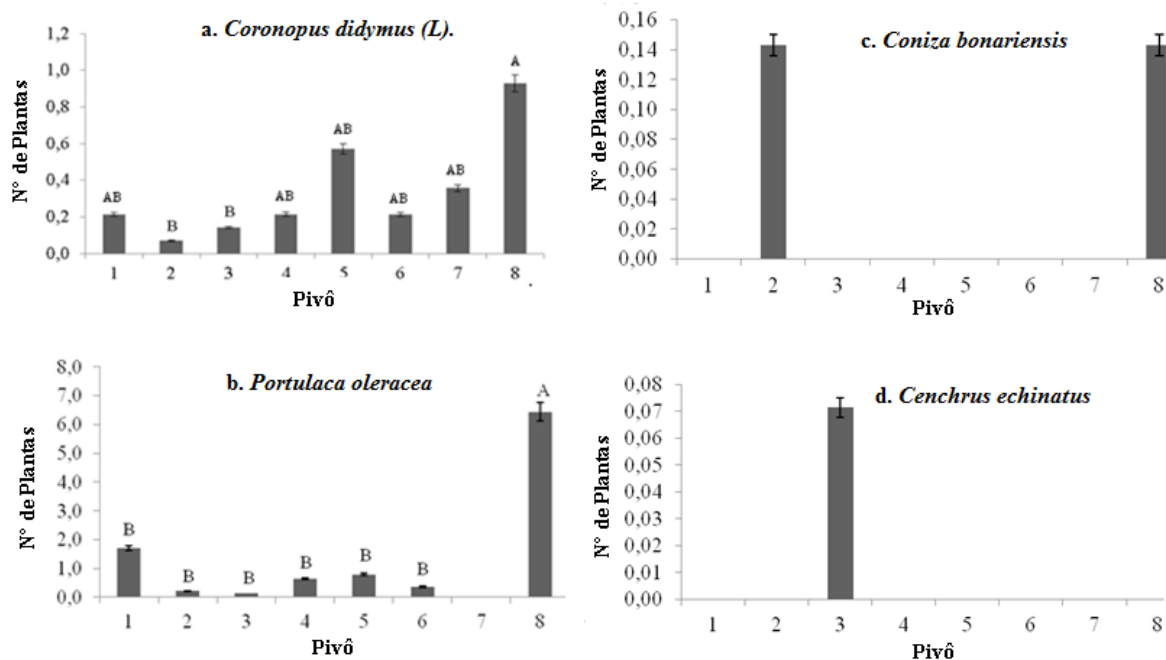 a. Coronopus didymus (L).
N° de Plantas
1,2
1,0
0,8
0,6
0,4
0,2
0,0
AB B B AB AB AB AB A
1 2 3 4 5 6 7 8
Pivô
c. Coniza bonariensis
N° de Plantas
0,16
0,14
0,12
0,10
0,08
0,06
0,04
0,02
0,00
1 2 3 4 5 6 7 8
Pivô
b. Portulaca oleracea
N° de Plantas
8,0
7,0
6,0
5,0
4,0
3,0
2,0
1,0
0,0
B B B B B B A
1 2 3 4 5 6 7 8
Pivô
d. Cenchrus echinatus
N° de Plantas
0,08
0,07
0,06
0,05
0,04
0,03
0,02
0,01
0,00
1 2 3 4 5 6 7 8
Pivô